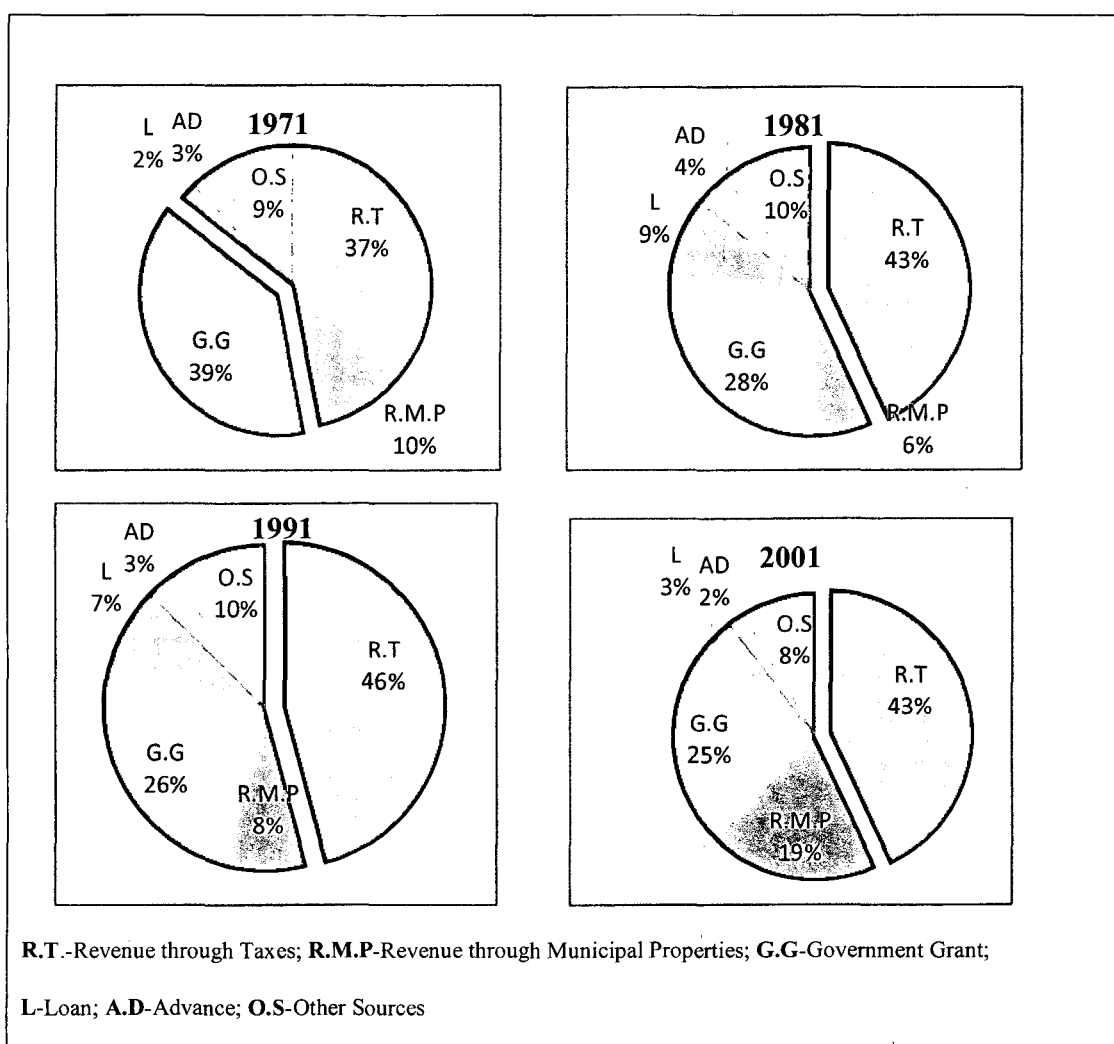 1971
L
2%
AD
3%
O.S
9%
R.T
37%
G.G
39%
R.M.P
10%
1981
AD
4%
O.S
10%
L
9%
R.T
43%
G.G
28%
R.M.P
6%
1991
AD
3%
L
7%
O.S
10%
R.T
46%
G.G
26%
R.M.P
8%
2001
L
3%
AD
2%
O.S
8%
R.T
43%
G.G
25%
R.M.P
19%
R.T.-Revenue through Taxes; R.M.P-Revenue through Municipal Properties; G.G-Government Grant;
L-Loan; A.D-Advance; O.S-Other Sources